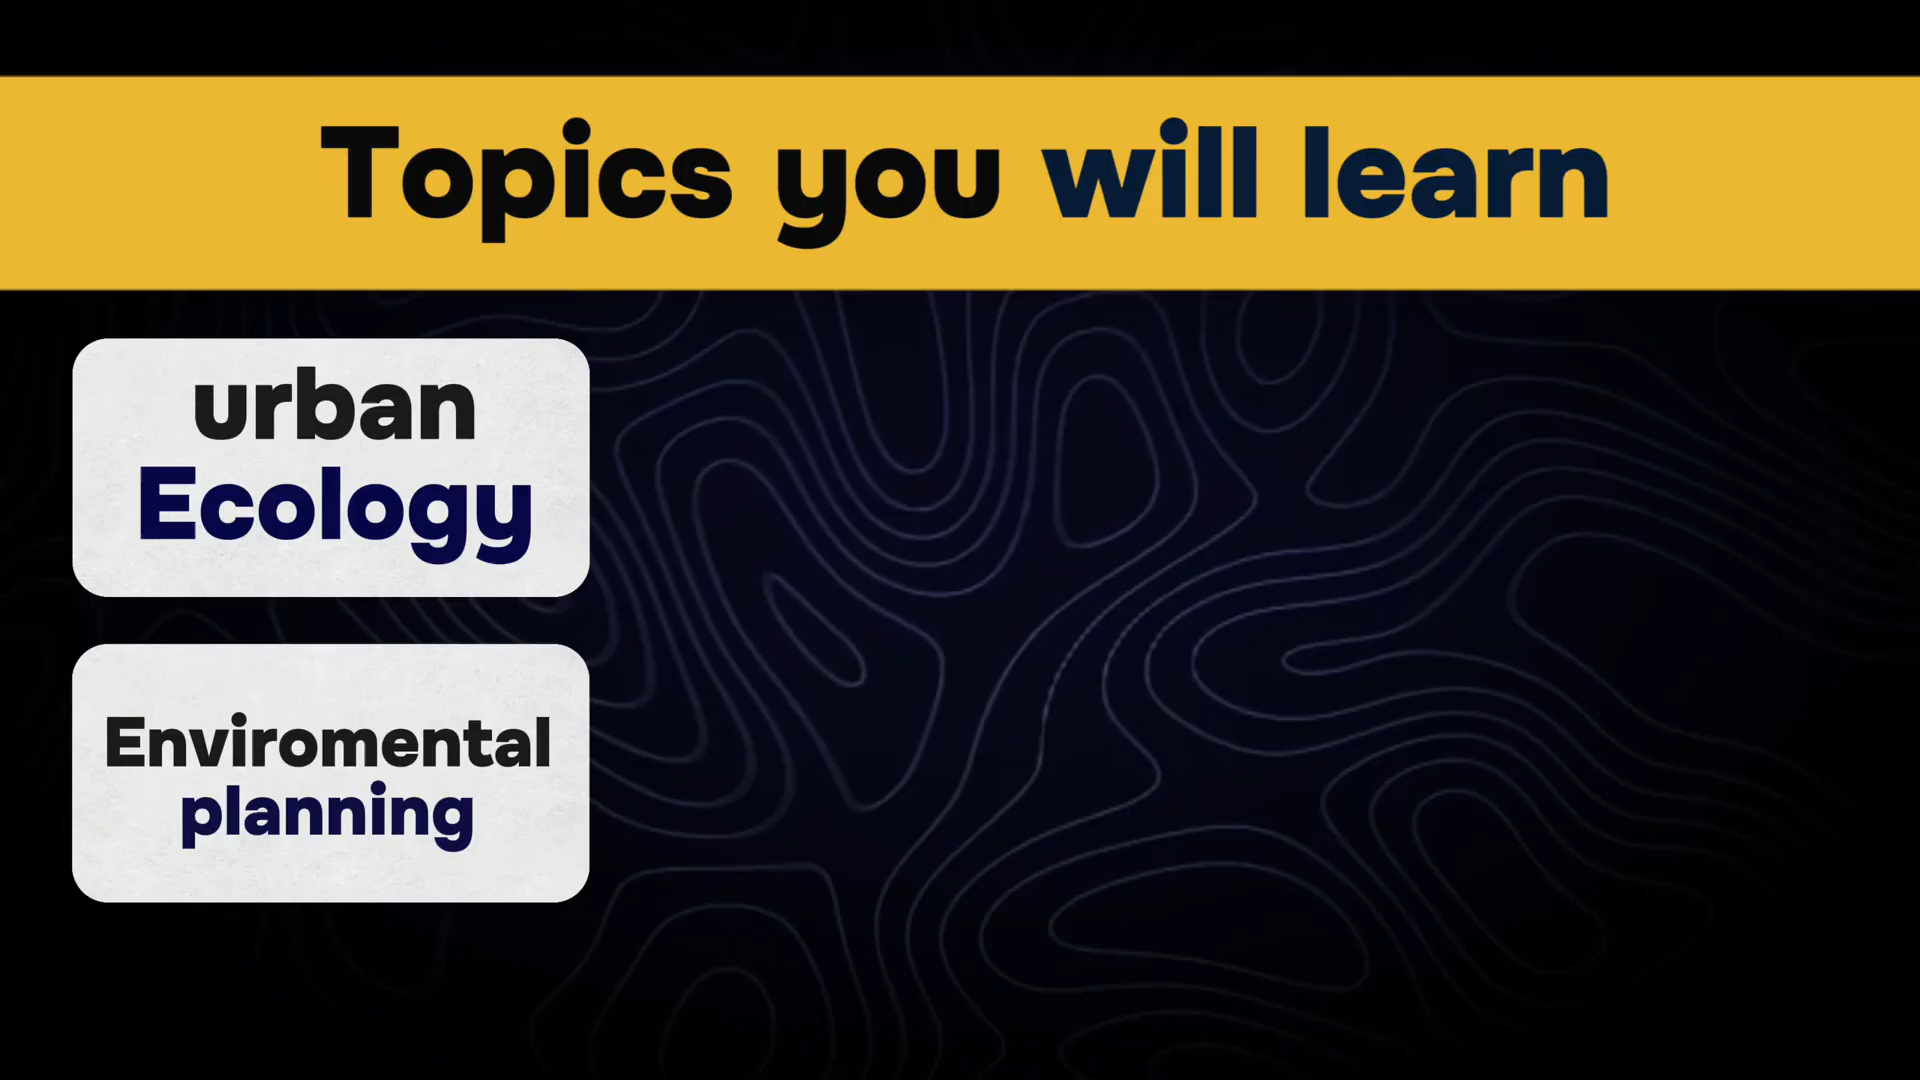 Topics you will learn
urban
Ecology
Enviromental
planning